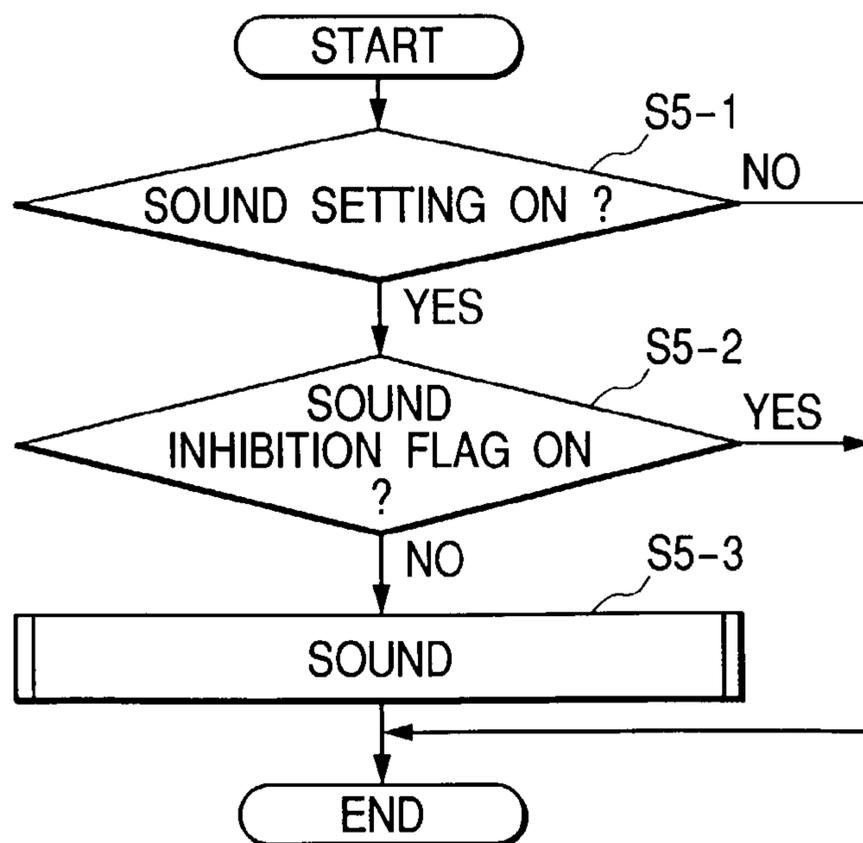 START
S5-1
SOUND SETTING ON ?
NO
YES
S5-2
SOUND
INHIBITION FLAG ON
?
YES
NO
S5-3
SOUND
END